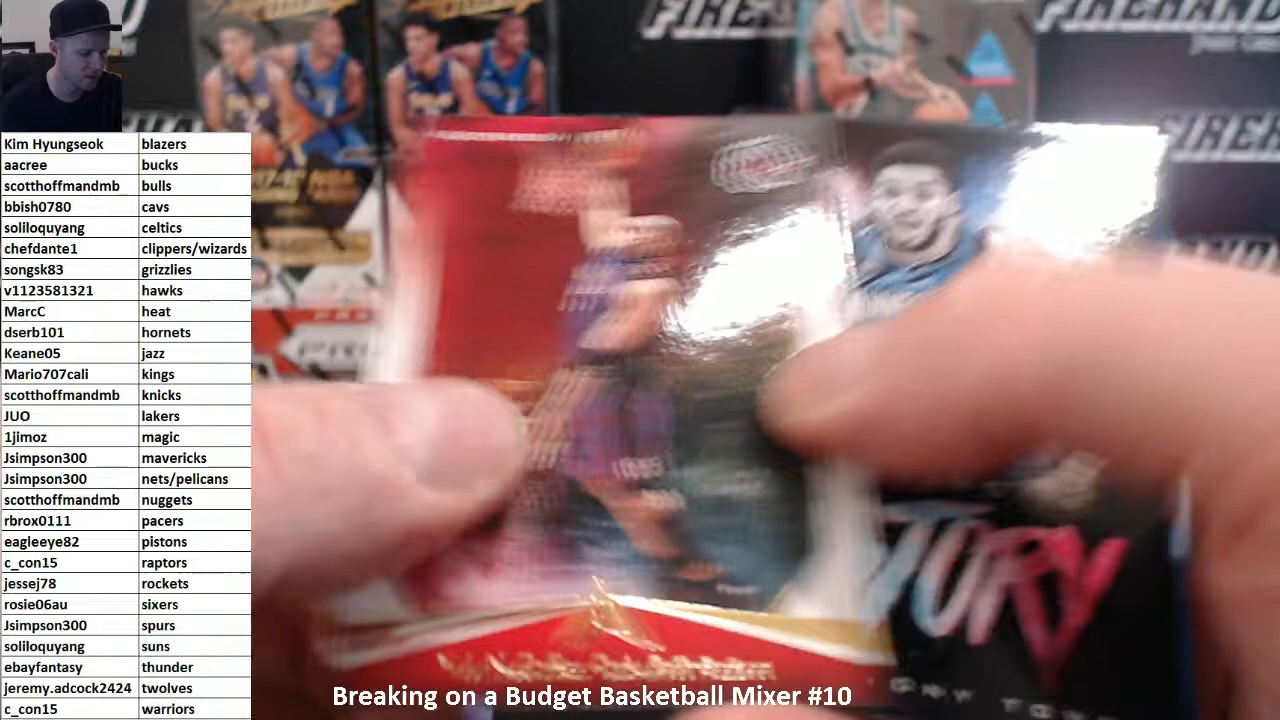 Kim Hyungseok blazers
aacree bucks
scotthoffmandmb bulls
bbish0780 cavs
soliloquyang celtics
chefdante1 clippers/wizards
songsk83 grizzlies
v1123581321 hawks
MarcC heat
dserb101 hornets
Keane05 jazz
Mario707cali kings
scotthoffmandmb knicks
JUO lakers
1jimoz magic
Jsimpson300 mavericks
Jsimpson300 nets/pelicans
scotthoffmandmb nuggets
rbrox0111 pacers
eagleeye82 pistons
c_con15 raptors
jessej78 rockets
rosie06au sixers
Jsimpson300 spurs
soliloquyang suns
ebayfantasy thunder
jeremy.adcock2424 twolves
c_con15 warriors
Breaking on a Budget Basketball Mixer #10